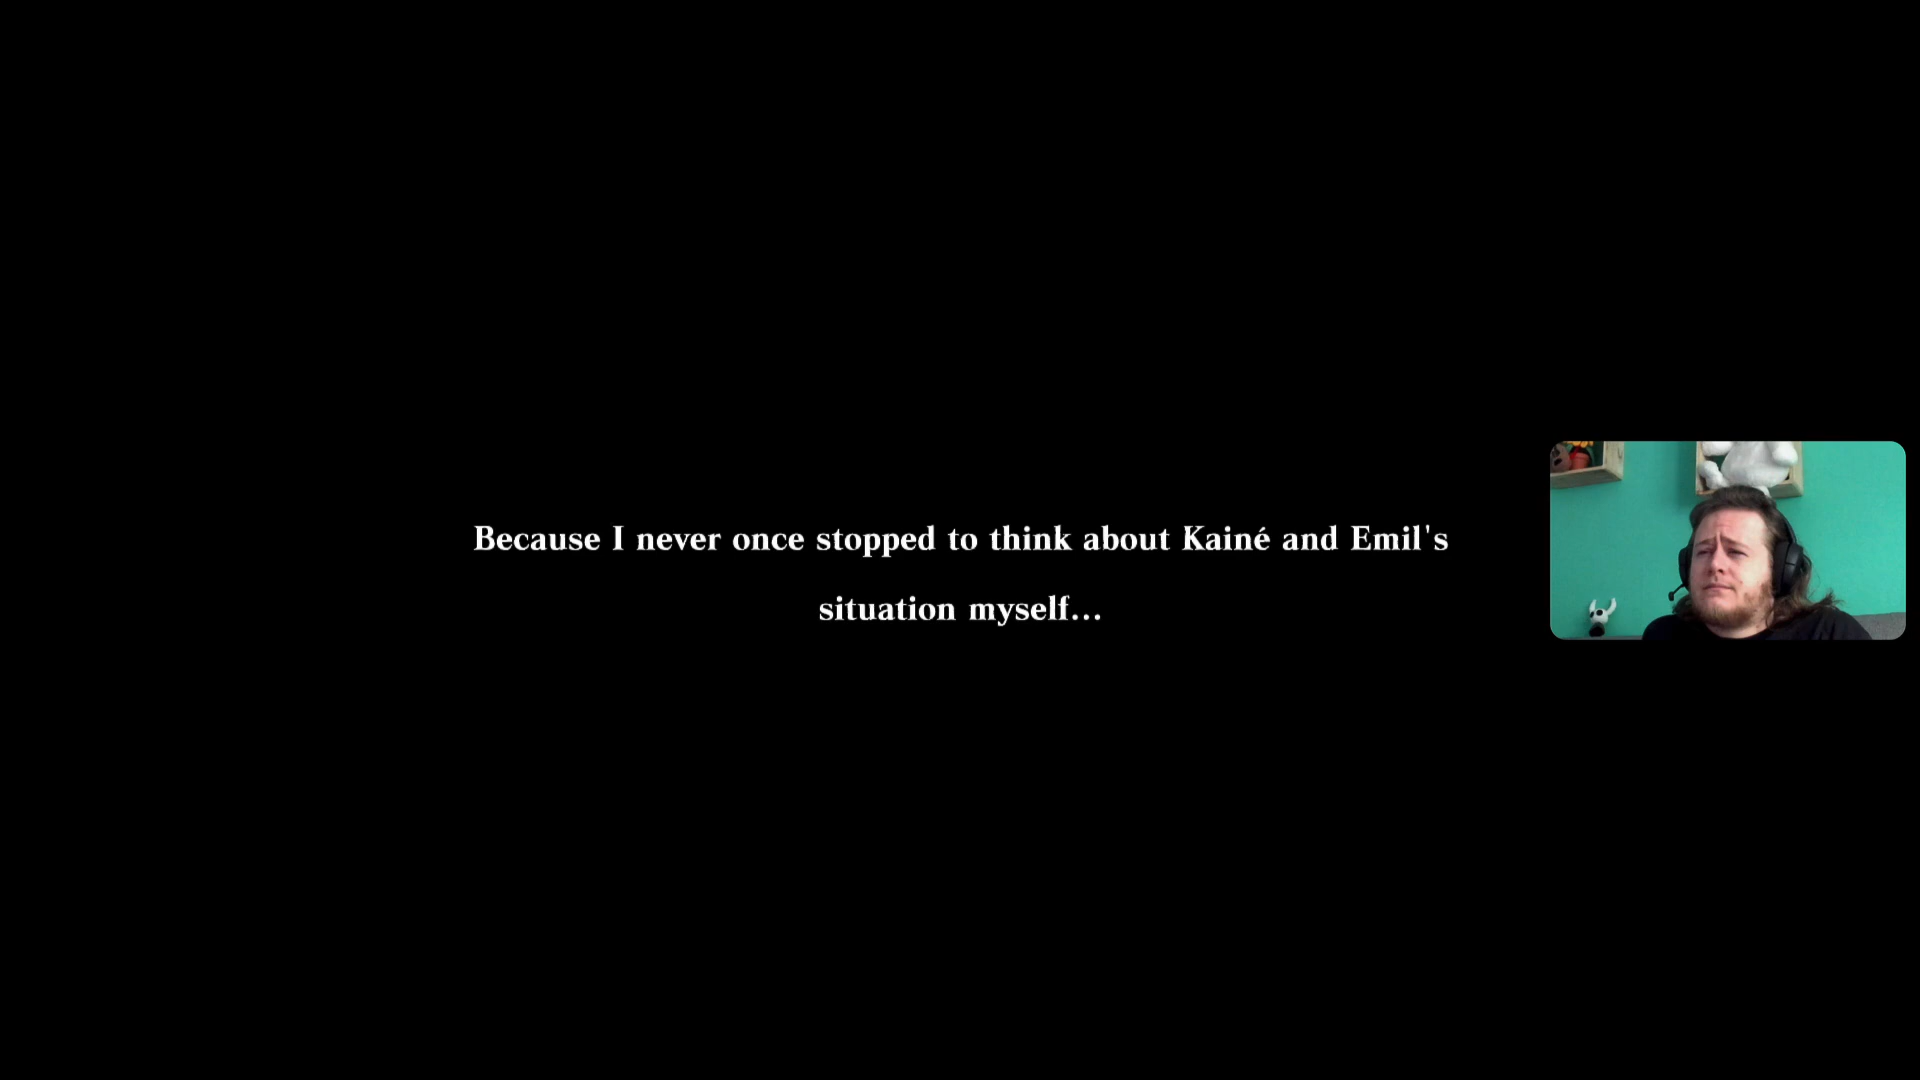 Because I never once stopped to think about Kainé and Emil's
situation myself...